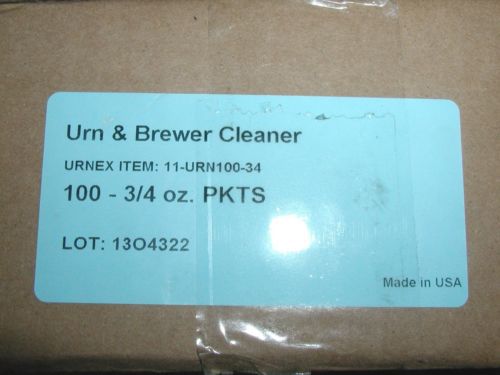 Urn & Brewer Cleaner
URNEX ITEM: 11-URN100-34
100 - 3/4 oz. PKTS
LOT: 13O4322
Made in USA